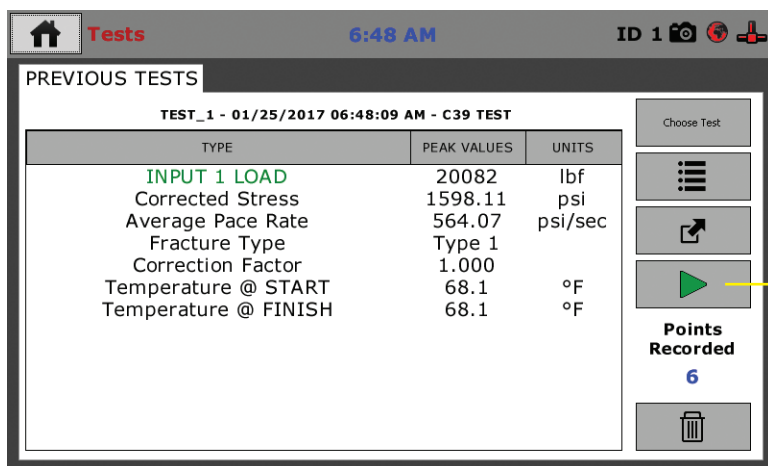 Tests 6:48 AM ID 1
PREVIOUS TESTS
TEST_1 - 01/25/2017 06:48:09 AM - C39 TEST
TYPE PEAK VALUES UNITS
INPUT 1 LOAD 20082 lbf
Corrected Stress 1598.11 psi
Average Pace Rate 564.07 psi/sec
Fracture Type Type 1
Correction Factor 1.000
Temperature @ START 68.1 °F
Temperature @ FINISH 68.1 °F
Choose Test
Points
Recorded
6